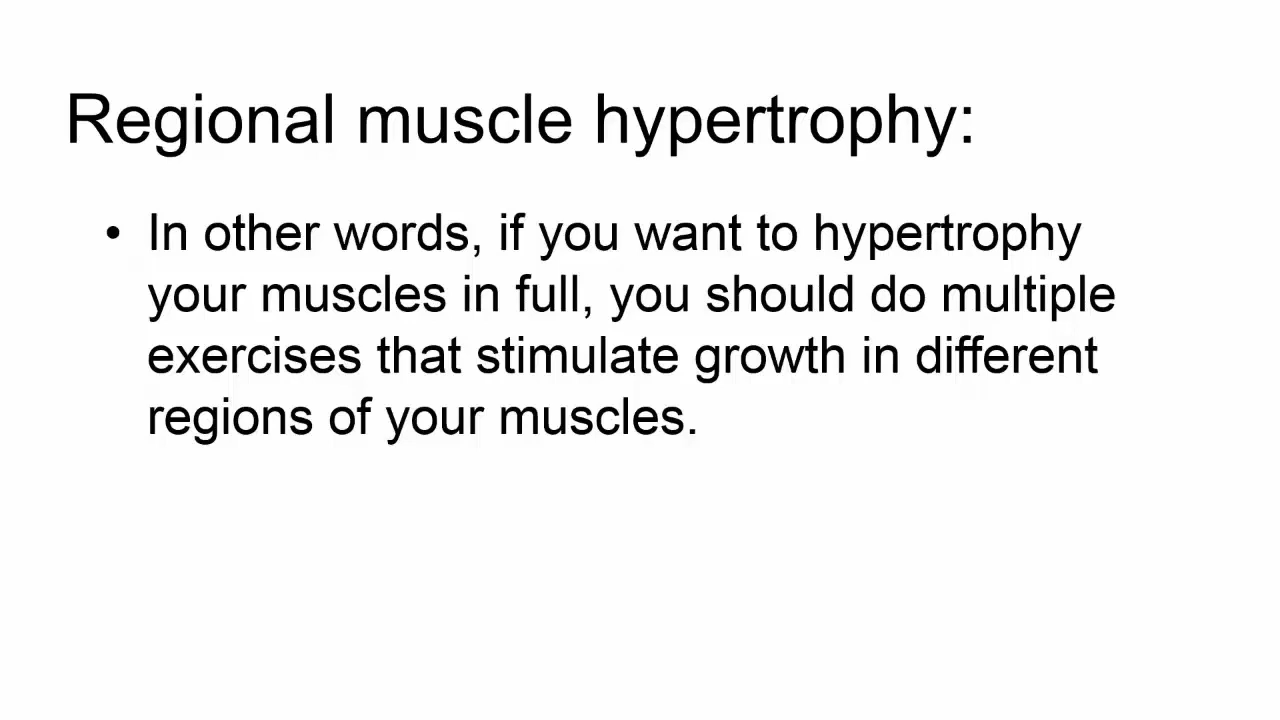 Regional muscle hypertrophy:
• In other words, if you want to hypertrophy
your muscles in full, you should do multiple
exercises that stimulate growth in different
regions of your muscles.